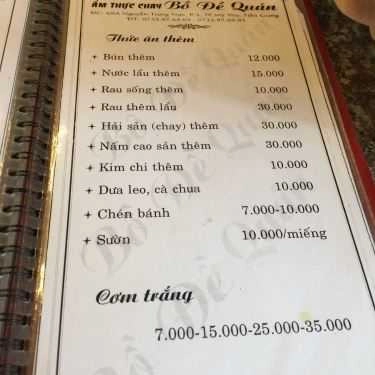 ẨM THỰC CHAY Bồ Đề Quán
Thức ăn thêm
+ Bún thêm 12.000
+ Nước lẩu thêm 15.000
+ Rau sống thêm 10.000
+ Rau thêm lẩu 30.000
+ Hải sản (chay) thêm 30.000
+ Nấm cao sản thêm 30.000
+ Kim chi thêm 10.000
+ Dưa leo, cà chua 10.000
+ Chén bánh 7.000-10.000
+ Sườn 10.000/miếng
Cơm trắng
7.000-15.000-25.000-35.000
Bồ Đề Quán